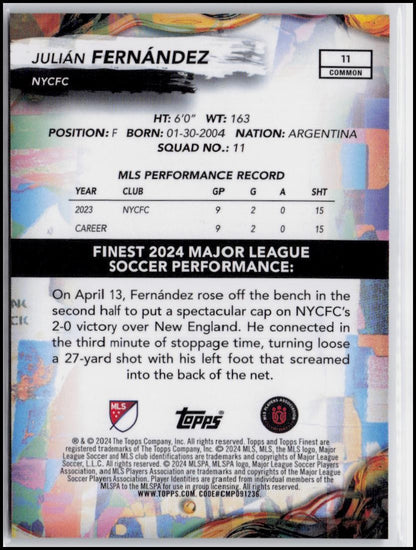 JULIÁN FERNÁNDEZ
NYCFC
11
COMMON
HT: 6'0" WT: 163
POSITION: F BORN: 01-30-2004 NATION: ARGENTINA
SQUAD NO.: 11
MLS PERFORMANCE RECORD
YEAR CLUB GP G A SHT
2023 NYCFC 9 2 0 15
CAREER 9 2 0 15
FINEST 2024 MAJOR LEAGUE
SOCCER PERFORMANCE:
On April 13, Fernández rose off the bench in the
second half to put a spectacular cap on NYCFC's
2-0 victory over New England. He connected in
the third minute of stoppage time, turning loose
a 27-yard shot with his left foot that screamed
into the back of the net.
MLS
Topps
MLS PLAYERS ASSOCIATION
® & © 2024 The Topps Company, Inc. All rights reserved. Topps and Topps Finest are
registered trademarks of The Topps Company, Inc. © 2024 MLS, MLS, the MLS logo, Major
League Soccer and MLS club identifications are trademarks and copyrights of Major League
Soccer, L.L.C. All rights reserved. © 2024 MLSPA, MLSPA logo, Major League Soccer Players
Association, and MLS Players Association are trademarks and copyrights of Major League
Soccer Players Association. Player Identities are granted from individual members of the
MLSPA to the MLSPA for use in group licensing. All rights reserved.
WWW.TOPPS.COM. CODE#CMP091236.